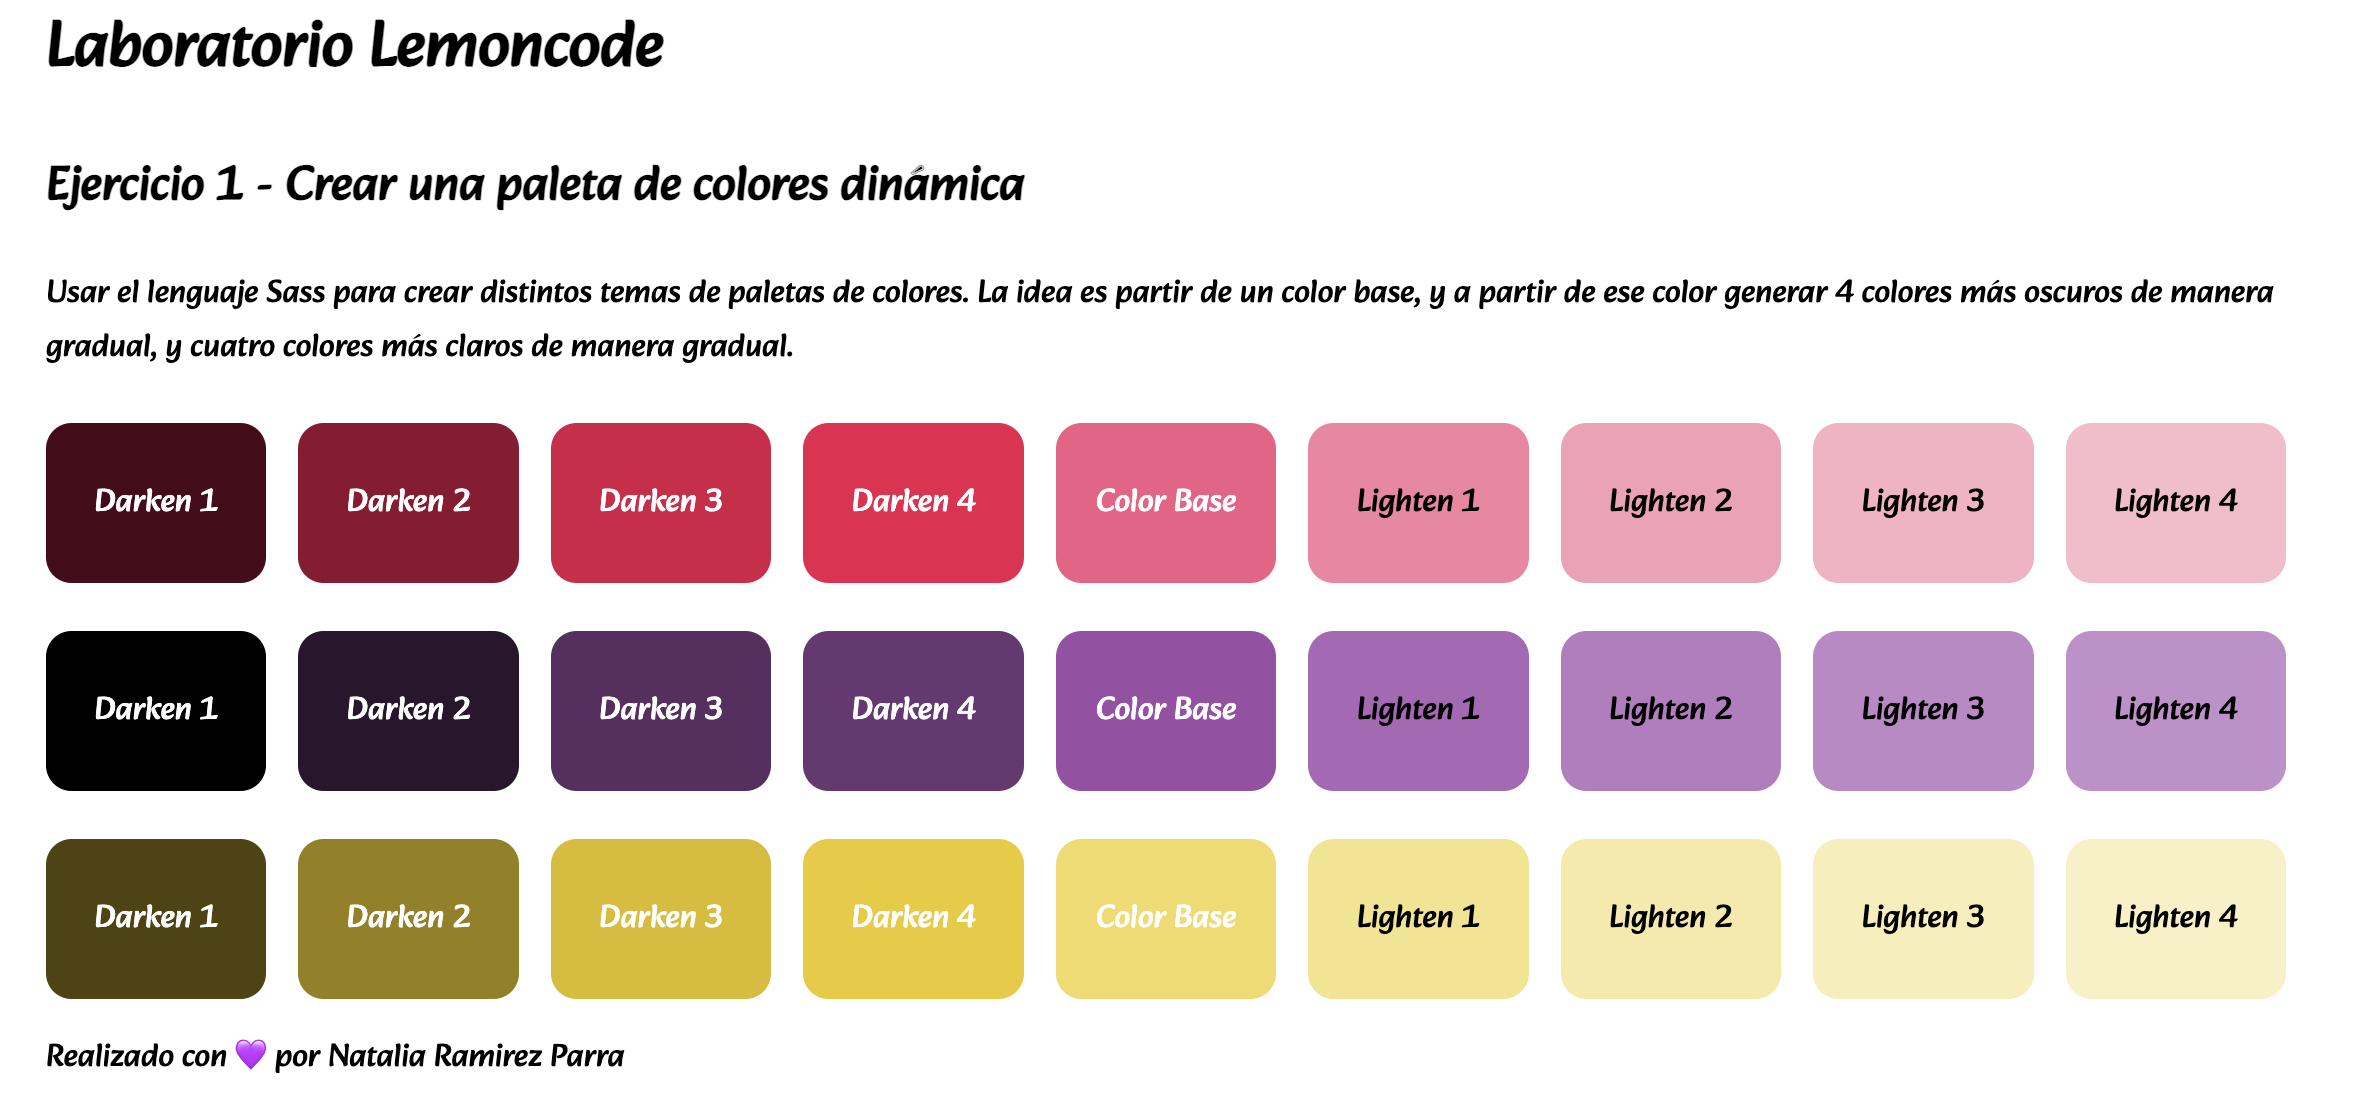 Laboratorio Lemoncode
Ejercicio 1 - Crear una paleta de colores dinámica
Usar el lenguaje Sass para crear distintos temas de paletas de colores. La idea es partir de un color base, y a partir de ese color generar 4 colores más oscuros de manera
gradual, y cuatro colores más claros de manera gradual.
Darken 1 Darken 2 Darken 3 Darken 4 Color Base Lighten 1 Lighten 2 Lighten 3 Lighten 4
Darken 1 Darken 2 Darken 3 Darken 4 Color Base Lighten 1 Lighten 2 Lighten 3 Lighten 4
Darken 1 Darken 2 Darken 3 Darken 4 Color Base Lighten 1 Lighten 2 Lighten 3 Lighten 4
Realizado con 💜 por Natalia Ramirez Parra